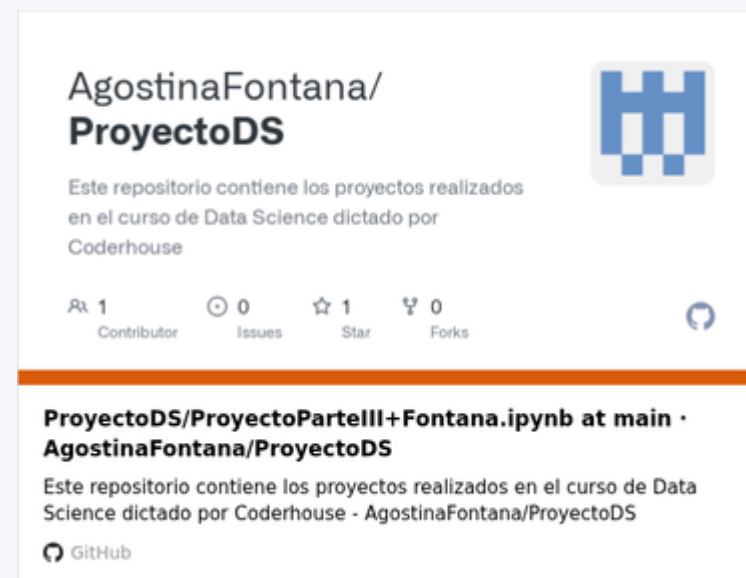 AgostinaFontana/
ProyectoDS
Este repositorio contiene los proyectos realizados
en el curso de Data Science dictado por
Coderhouse
1
Contributor
0
Issues
1
Star
0
Forks
ProyectoDS/ProyectoParteIII+Fontana.ipynb at main ·
AgostinaFontana/ProyectoDS
Este repositorio contiene los proyectos realizados en el curso de Data
Science dictado por Coderhouse - AgostinaFontana/ProyectoDS
GitHub